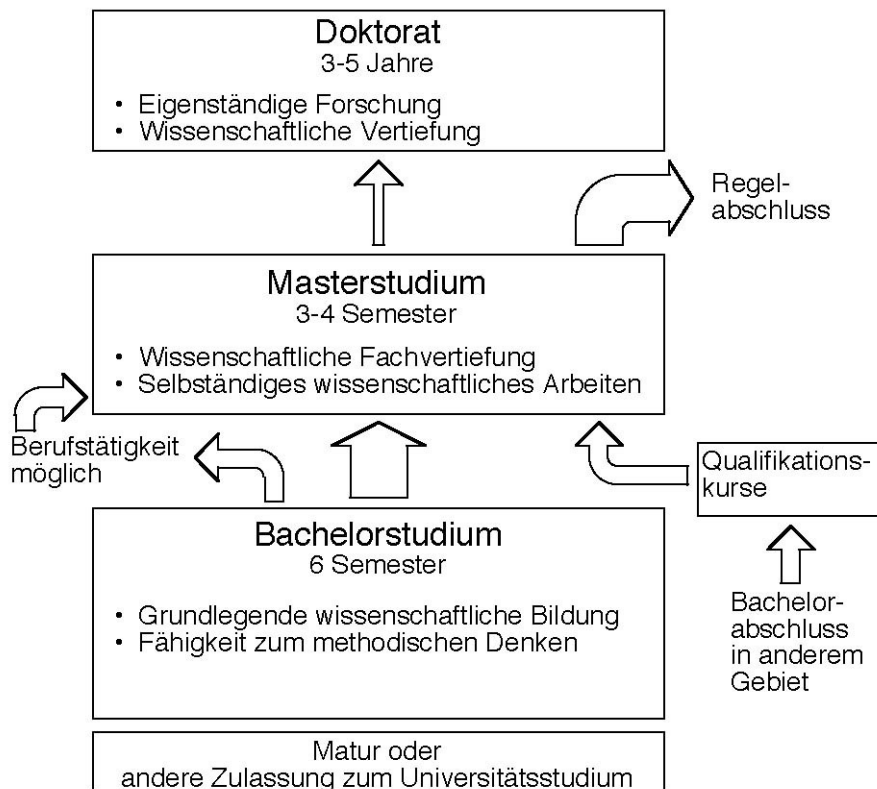 Doktorat
3-5 Jahre
• Eigenständige Forschung
• Wissenschaftliche Vertiefung
Regel-
abschluss
Masterstudium
3-4 Semester
• Wissenschaftliche Fachvertiefung
• Selbständiges wissenschaftliches Arbeiten
Berufstätigkeit
möglich
Qualifikations-
kurse
Bachelorstudium
6 Semester
• Grundlegende wissenschaftliche Bildung
• Fähigkeit zum methodischen Denken
Bachelor-
abschluss
in anderem
Gebiet
Matur oder
andere Zulassung zum Universitätsstudium